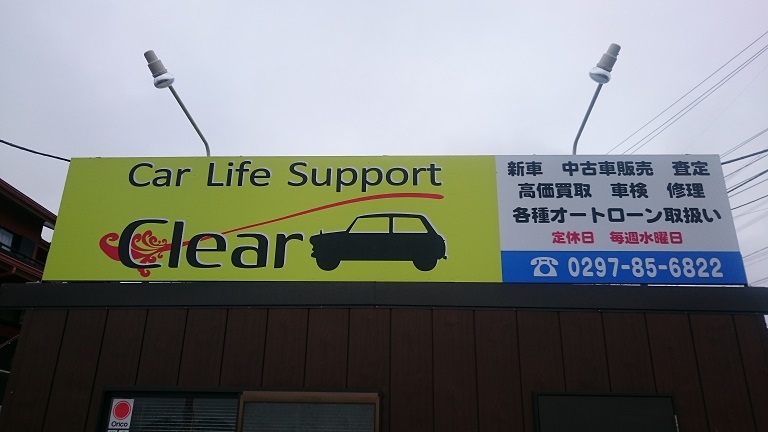 Car Life Support
Clear
新車 中古車販売 査定
高価買取 車検 修理
各種オートローン取扱い
定休日 毎週水曜日
☎ 0297-85-6822
Orico